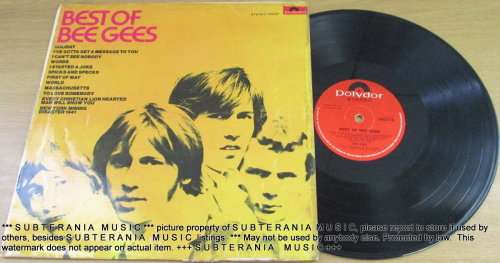 BEST OF
BEE GEES
HOLIDAY
I'VE GOTTA GET A MESSAGE TO YOU
I CAN'T SEE NOBODY
WORDS
I STARTED A JOKE
SPICKS AND SPECKS
FIRST OF MAY
WORLD
MASSACHUSETTS
TO LOVE SOMEBODY
EVERY CHRISTIAN LION HEARTED
MAN WILL SHOW YOU
NEW YORK MINING
DISASTER 1941
STEREO
Polydor
BEST OF BEE GEES
*** S U B T E R A N I A M U S I C *** picture property of S U B T E R A N I A M U S I C, please report to store if used by
others, besides S U B T E R A N I A M U S I C listings. *** May not be used by anybody else. Protected by law. This
watermark does not appear on actual item. +++ S U B T E R A N I A M U S I C +++